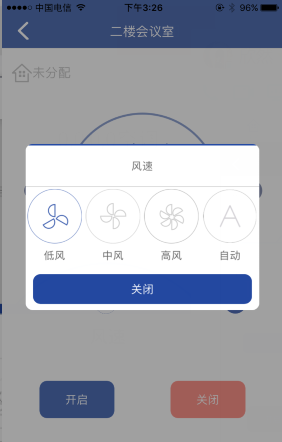 中国电信 下午3:26 96%
二楼会议室
未分配
风速
A
低风 中风 高风 自动
关闭
开启 关闭